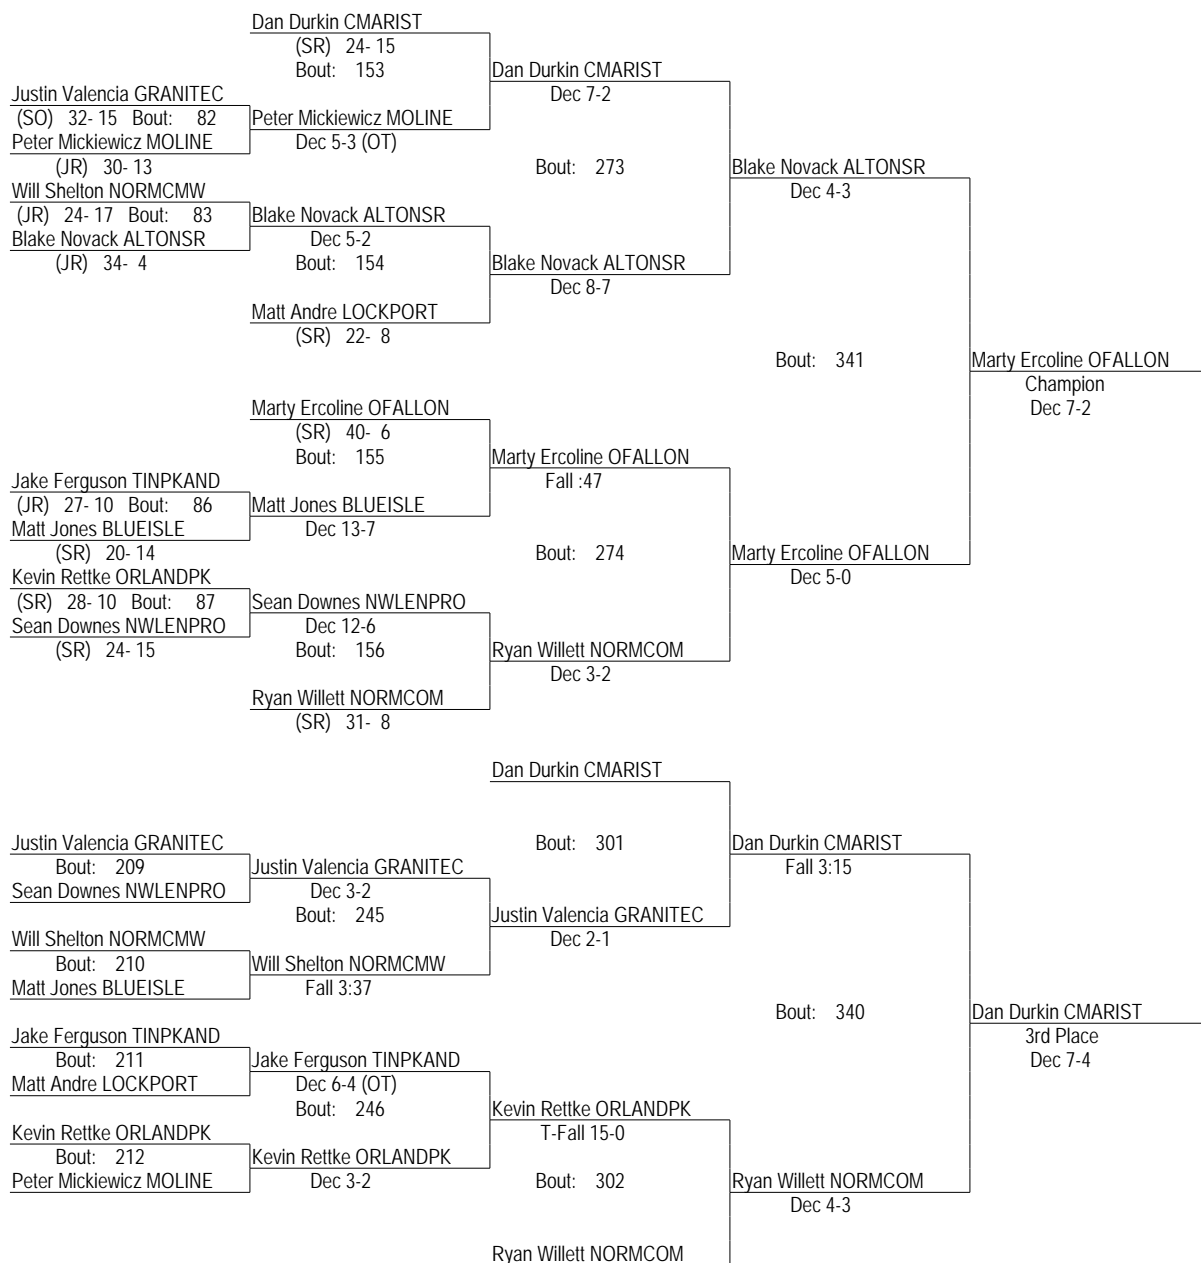 Dan Durkin CMARIST
(SR) 24- 15
Bout: 153
Dan Durkin CMARIST
Dec 7-2
Justin Valencia GRANITEC
(SO) 32- 15 Bout: 82
Peter Mickiewicz MOLINE
Peter Mickiewicz MOLINE
Dec 5-3 (OT)
(JR) 30- 13
Bout: 273
Blake Novack ALTONSR
Dec 4-3
Will Shelton NORMCMW
(JR) 24- 17 Bout: 83
Blake Novack ALTONSR
Blake Novack ALTONSR
Dec 5-2
(JR) 34- 4
Bout: 154
Blake Novack ALTONSR
Dec 8-7
Matt Andre LOCKPORT
(SR) 22- 8
Bout: 341
Marty Ercoline OFALLON
Champion
Dec 7-2
Marty Ercoline OFALLON
(SR) 40- 6
Bout: 155
Marty Ercoline OFALLON
Fall :47
Jake Ferguson TINPKAND
(JR) 27- 10 Bout: 86
Matt Jones BLUEISLE
Matt Jones BLUEISLE
Dec 13-7
(SR) 20- 14
Bout: 274
Marty Ercoline OFALLON
Dec 5-0
Kevin Rettke ORLANDPK
(SR) 28- 10 Bout: 87
Sean Downes NWLENPRO
Sean Downes NWLENPRO
Dec 12-6
(SR) 24- 15
Bout: 156
Ryan Willett NORMCOM
Dec 3-2
Ryan Willett NORMCOM
(SR) 31- 8
Dan Durkin CMARIST
Justin Valencia GRANITEC
Bout: 209
Sean Downes NWLENPRO
Bout: 301
Dan Durkin CMARIST
Fall 3:15
Justin Valencia GRANITEC
Dec 3-2
Bout: 245
Justin Valencia GRANITEC
Dec 2-1
Will Shelton NORMCMW
Bout: 210
Matt Jones BLUEISLE
Will Shelton NORMCMW
Fall 3:37
Bout: 340
Dan Durkin CMARIST
3rd Place
Dec 7-4
Jake Ferguson TINPKAND
Bout: 211
Matt Andre LOCKPORT
Jake Ferguson TINPKAND
Dec 6-4 (OT)
Bout: 246
Kevin Rettke ORLANDPK
T-Fall 15-0
Kevin Rettke ORLANDPK
Bout: 212
Peter Mickiewicz MOLINE
Kevin Rettke ORLANDPK
Dec 3-2
Bout: 302
Ryan Willett NORMCOM
Dec 4-3
Ryan Willett NORMCOM